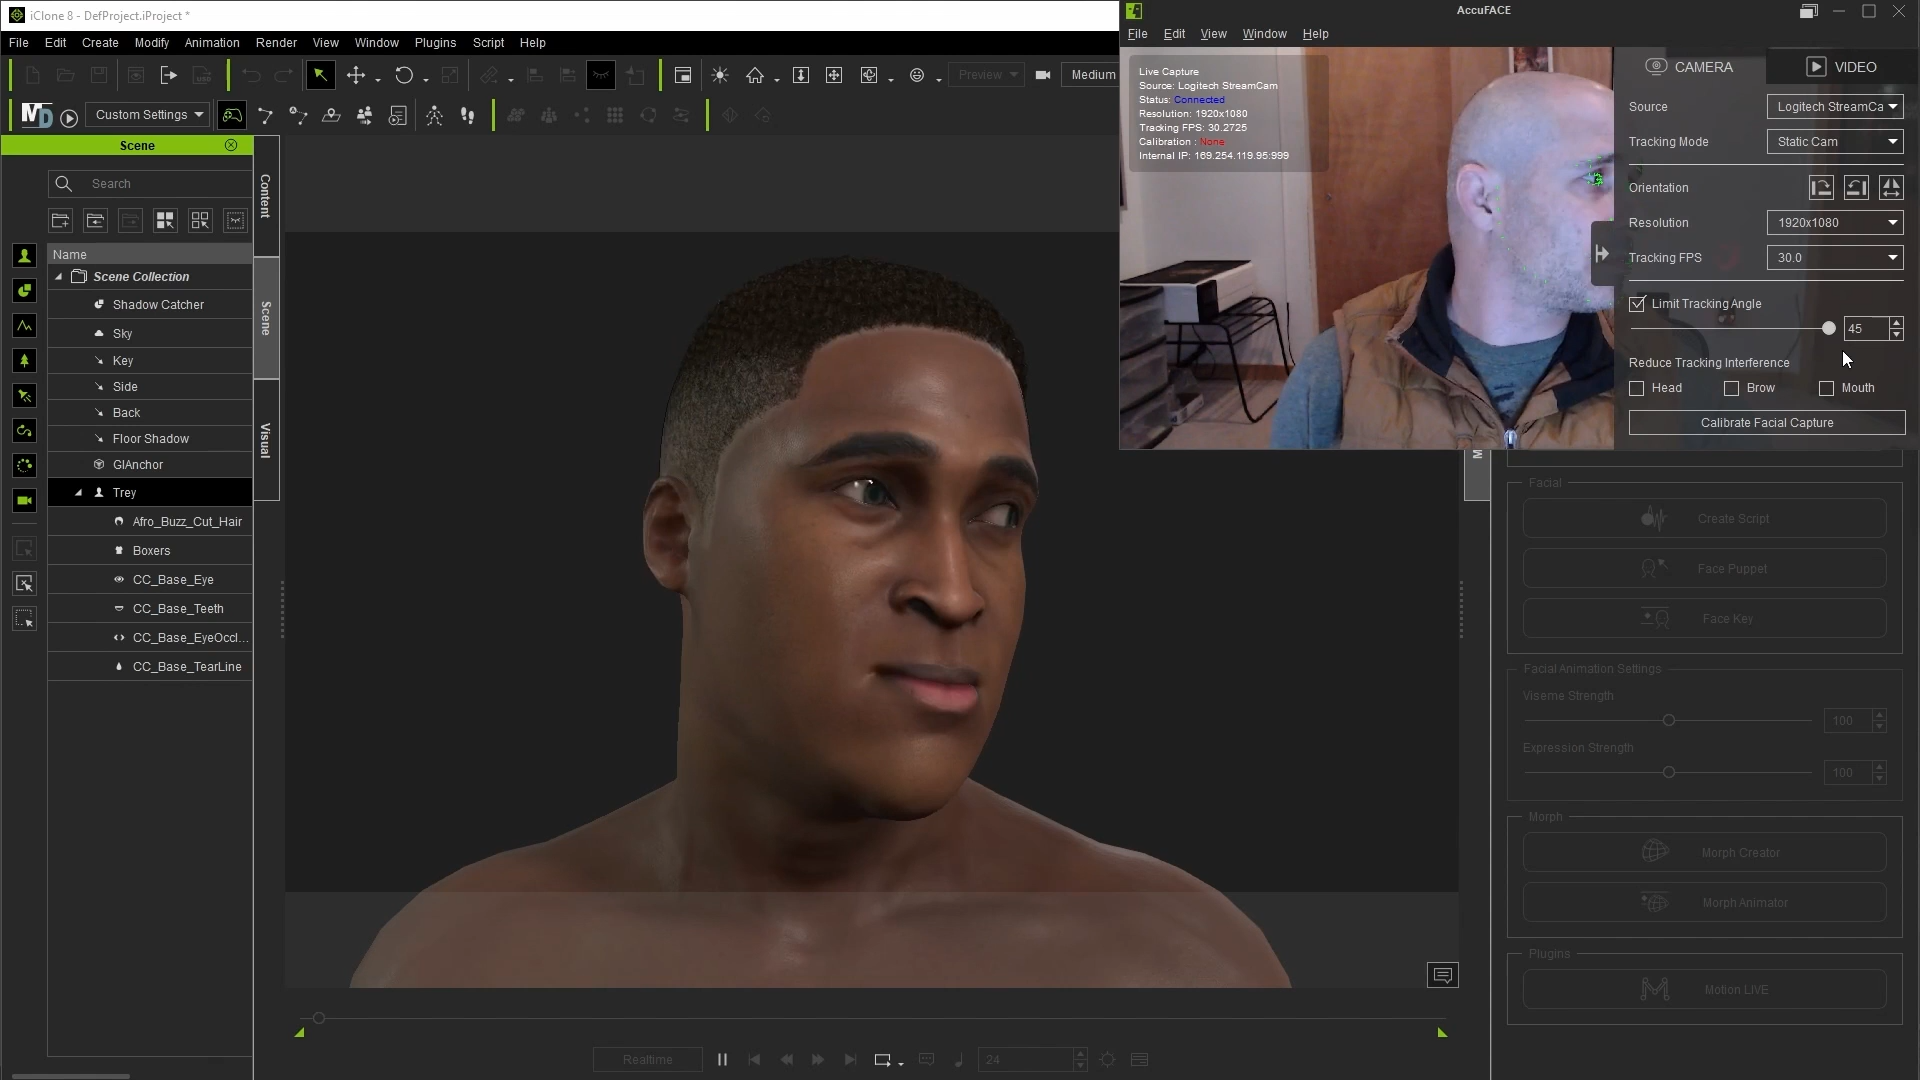 iClone 8 - DefProject.iProject *
File Edit Create Modify Animation Render View Window Plugins Script Help
Preview
Medium
MD
Custom Settings
Scene
Search
Name
Scene Collection
Shadow Catcher
Sky
Key
Side
Back
Floor Shadow
GIAnchor
Trey
Afro_Buzz_Cut_Hair
Boxers
CC_Base_Eye
CC_Base_Teeth
CC_Base_EyeOccl...
CC_Base_TearLine
Content
Scene
Visual
AccuFACE
File Edit View Window Help
Live Capture
Source: Logitech StreamCam
Status: Connected
Resolution: 1920x1080
Tracking FPS: 30.2725
Calibration : None
Internal IP: 169.254.119.95:999
CAMERA
VIDEO
Source
Logitech StreamCa
Tracking Mode
Static Cam
Orientation
Resolution
1920x1080
Tracking FPS
30.0
Limit Tracking Angle
45
Reduce Tracking Interference
Head
Brow
Mouth
Calibrate Facial Capture
M
Facial
Create Script
Face Puppet
Face Key
Facial Animation Settings
Viseme Strength
100
Expression Strength
100
Morph
Morph Creator
Morph Animator
Plugins
Motion LIVE
Realtime
24